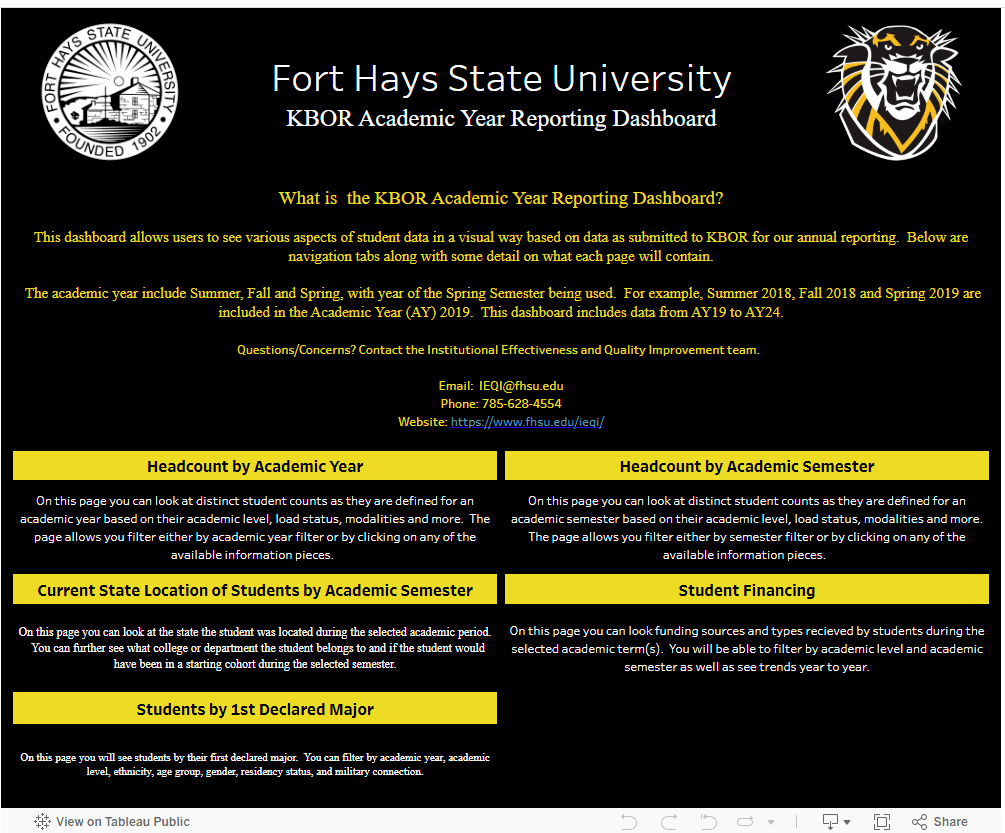 FORT HAYS STATE UNIVERSITY
• FOUNDED 1902 •
Fort Hays State University
KBOR Academic Year Reporting Dashboard
What is  the KBOR Academic Year Reporting Dashboard?
This dashboard allows users to see various aspects of student data in a visual way based on data as submitted to KBOR for our annual reporting.  Below are
navigation tabs along with some detail on what each page will contain.
The academic year include Summer, Fall and Spring, with year of the Spring Semester being used.  For example, Summer 2018, Fall 2018 and Spring 2019 are
included in the Academic Year (AY) 2019.  This dashboard includes data from AY19 to AY24.
Questions/Concerns? Contact the Institutional Effectiveness and Quality Improvement team.
Email:  IEQI@fhsu.edu
Phone: 785-628-4554
Website: https://www.fhsu.edu/ieqi/
Headcount by Academic Year
On this page you can look at distinct student counts as they are defined for an
academic year based on their academic level, load status, modalities and more.  The
page allows you filter either by academic year filter or by clicking on any of the
available information pieces.
Headcount by Academic Semester
On this page you can look at distinct student counts as they are defined for an
academic semester based on their academic level, load status, modalities and more.
The page allows you filter either by semester filter or by clicking on any of the
available information pieces.
Current State Location of Students by Academic Semester
On this page you can look at the state the student was located during the selected academic period.
You can further see what college or department the student belongs to and if the student would
have been in a starting cohort during the selected semester.
Student Financing
On this page you can look funding sources and types recieved by students during the
selected academic term(s).  You will be able to filter by academic level and academic
semester as well as see trends year to year.
Students by 1st Declared Major
On this page you will see students by their first declared major.  You can filter by academic year, academic
level, ethnicity, age group, gender, residency status, and military connection.
View on Tableau Public
Share